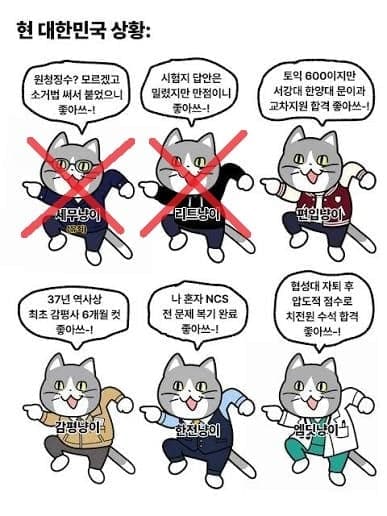 현 대한민국 상황:
원청징수? 모르겠고
소거법 써서 붙었으니
좋아쓰-!
시험지 답안은
밀렸지만 만점이니
좋아쓰-!
토익 600이지만
서강대 한양대 문이과
교차지원 합격 좋아쓰-!
세무냥이
리트냥이
편입냥이
37년 역사상
최초 감평사 6개월 컷
좋아쓰-!
나 혼자 NCS
전 문제 복기 완료
좋아쓰-!
협성대 자퇴 후
압도적 점수로
치전원 수석 합격
좋아쓰-!
감평냥이
한전냥이
엠딧냥이